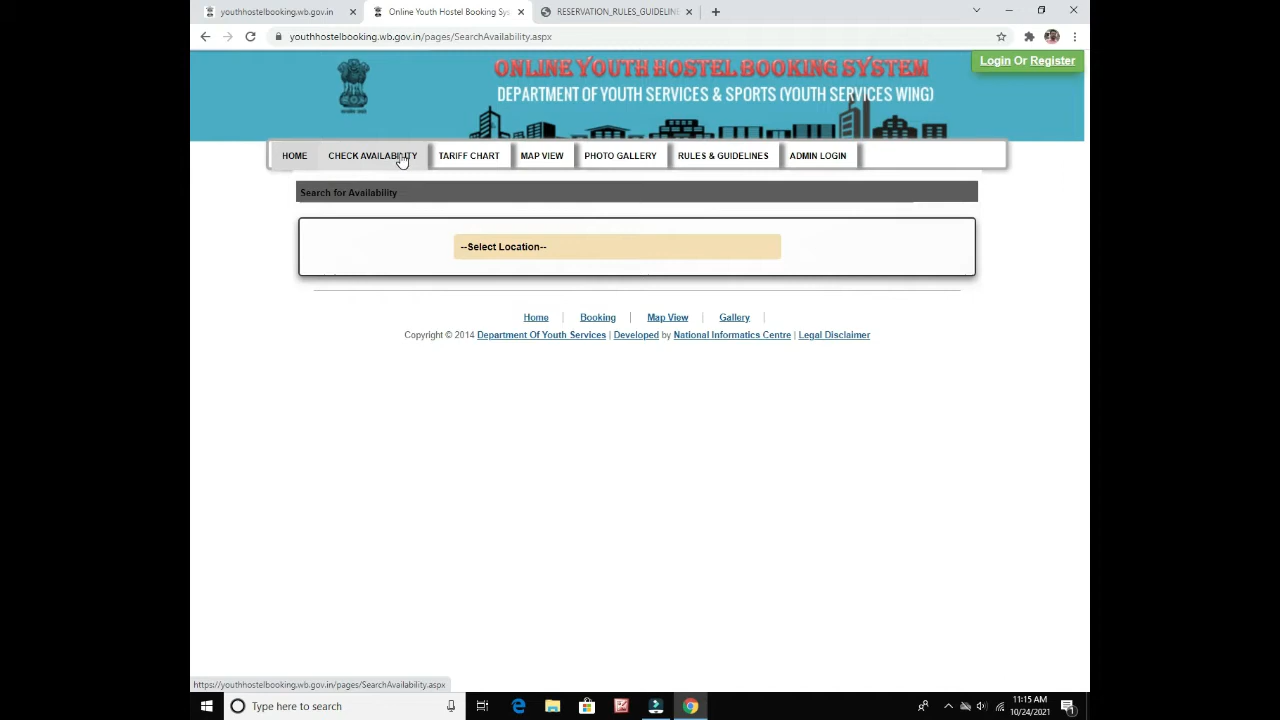 youthhostelbooking.wb.gov.in
Online Youth Hostel Booking Sys
RESERVATION_RULES_GUIDELINE
youthhostelbooking.wb.gov.in/pages/SearchAvailability.aspx
Login Or Register
ONLINE YOUTH HOSTEL BOOKING SYSTEM
DEPARTMENT OF YOUTH SERVICES & SPORTS (YOUTH SERVICES WING)
HOME
CHECK AVAILABILITY
TARIFF CHART
MAP VIEW
PHOTO GALLERY
RULES & GUIDELINES
ADMIN LOGIN
Search for Availability
--Select Location--
Home | Booking | Map View | Gallery |
Copyright © 2014 Department Of Youth Services | Developed by National Informatics Centre | Legal Disclaimer
https://youthhostelbooking.wb.gov.in/pages/SearchAvailability.aspx
Type here to search
11:15 AM
10/24/2021
1